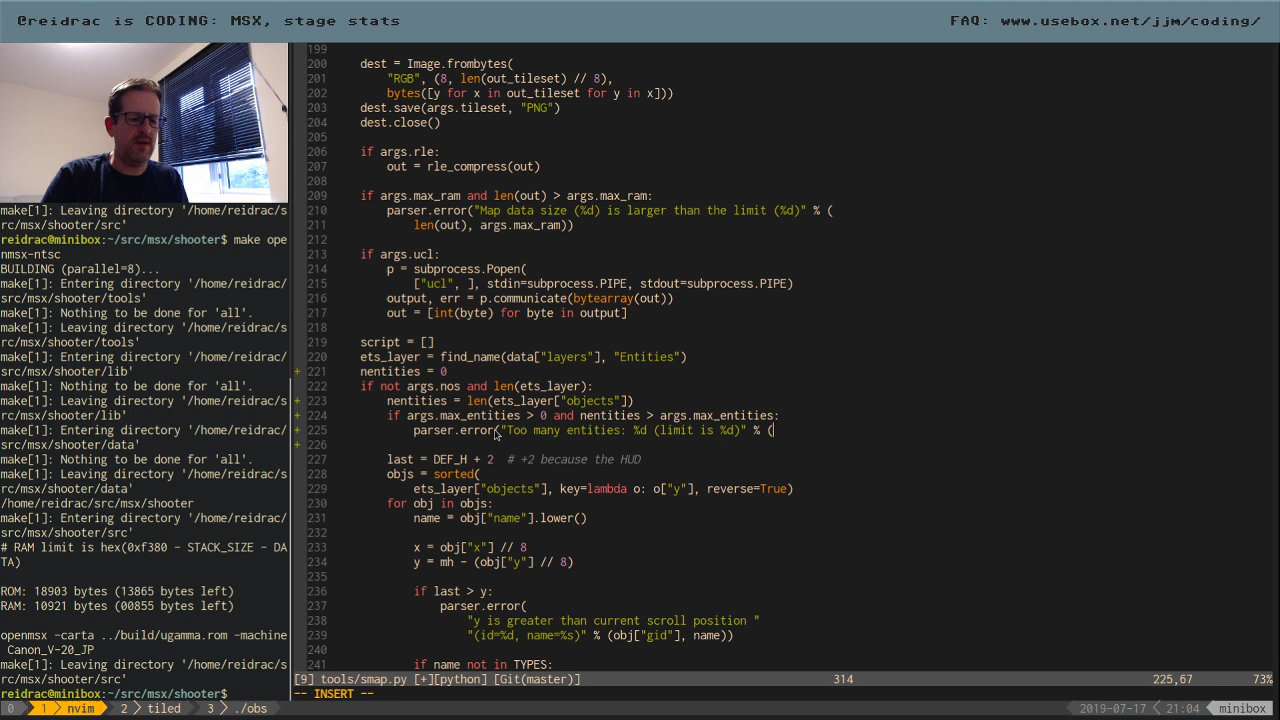 @reidrac is CODING: MSX, stage stats
FAQ: www.usebox.net/jjm/coding/
make[1]: Leaving directory '/home/reidrac/s
rc/msx/shooter/src'
reidrac@minibox:~/src/msx/shooter$ make ope
nmsx-ntsc
BUILDING (parallel=8)...
make[1]: Entering directory '/home/reidrac/
src/msx/shooter/tools'
make[1]: Nothing to be done for 'all'.
make[1]: Leaving directory '/home/reidrac/s
rc/msx/shooter/tools'
make[1]: Entering directory '/home/reidrac/
src/msx/shooter/lib'
make[1]: Nothing to be done for 'all'.
make[1]: Leaving directory '/home/reidrac/s
rc/msx/shooter/lib'
make[1]: Entering directory '/home/reidrac/
src/msx/shooter/data'
make[1]: Nothing to be done for 'all'.
make[1]: Leaving directory '/home/reidrac/s
rc/msx/shooter/data'
/home/reidrac/src/msx/shooter
make[1]: Entering directory '/home/reidrac/
src/msx/shooter/src'
# RAM limit is hex(0xf380 - STACK_SIZE - DA
TA)
ROM: 18903 bytes (13865 bytes left)
RAM: 10921 bytes (00855 bytes left)
openmsx -carta ../build/ugamma.rom -machine
Canon_V-20_JP
make[1]: Leaving directory '/home/reidrac/s
rc/msx/shooter/src'
reidrac@minibox:~/src/msx/shooter$
199
200 dest = Image.frombytes(
201 "RGB", (8, len(out_tileset) // 8),
202 bytes([y for x in out_tileset for y in x]))
203 dest.save(args.tileset, "PNG")
204 dest.close()
205
206 if args.rle:
207 out = rle_compress(out)
208
209 if args.max_ram and len(out) > args.max_ram:
210 parser.error("Map data size (%d) is larger than the limit (%d)" % (
211 len(out), args.max_ram))
212
213 if args.ucl:
214 p = subprocess.Popen(
215 ["ucl", ], stdin=subprocess.PIPE, stdout=subprocess.PIPE)
216 output, err = p.communicate(bytearray(out))
217 out = [int(byte) for byte in output]
218
219 script = []
220 ets_layer = find_name(data["layers"], "Entities")
+ 221 nentities = 0
222 if not args.nos and len(ets_layer):
+ 223 nentities = len(ets_layer["objects"])
+ 224 if args.max_entities > 0 and nentities > args.max_entities:
+ 225 parser.error("Too many entities: %d (limit is %d)" % (
+ 226
227 last = DEF_H + 2 # +2 because the HUD
228 objs = sorted(
229 ets_layer["objects"], key=lambda o: o["y"], reverse=True)
230 for obj in objs:
231 name = obj["name"].lower()
232
233 x = obj["x"] // 8
234 y = mh - (obj["y"] // 8)
235
236 if last > y:
237 parser.error(
238 "y is greater than current scroll position "
239 "(id=%d, name=%s)" % (obj["gid"], name))
240
241 if name not in TYPES:
[9] tools/smap.py [+][python] [Git(master)] 314 225,67 73%
-- INSERT --
0 1 nvim 2 tiled 3 ./obs 2019-07-17 21:04 minibox